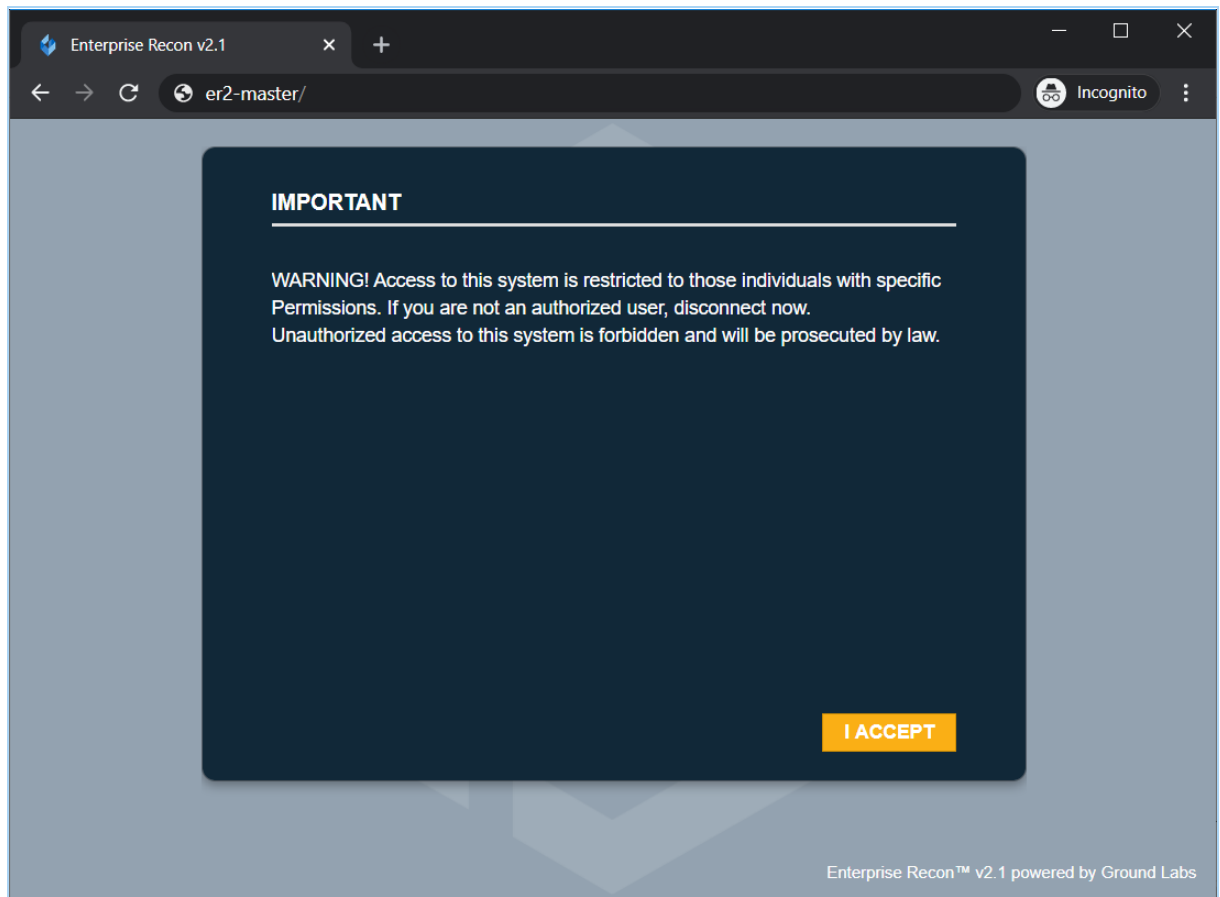 Enterprise Recon v2.1
er2-master/
Incognito
IMPORTANT
WARNING! Access to this system is restricted to those individuals with specific
Permissions. If you are not an authorized user, disconnect now.
Unauthorized access to this system is forbidden and will be prosecuted by law.
I ACCEPT
Enterprise Recon™ v2.1 powered by Ground Labs